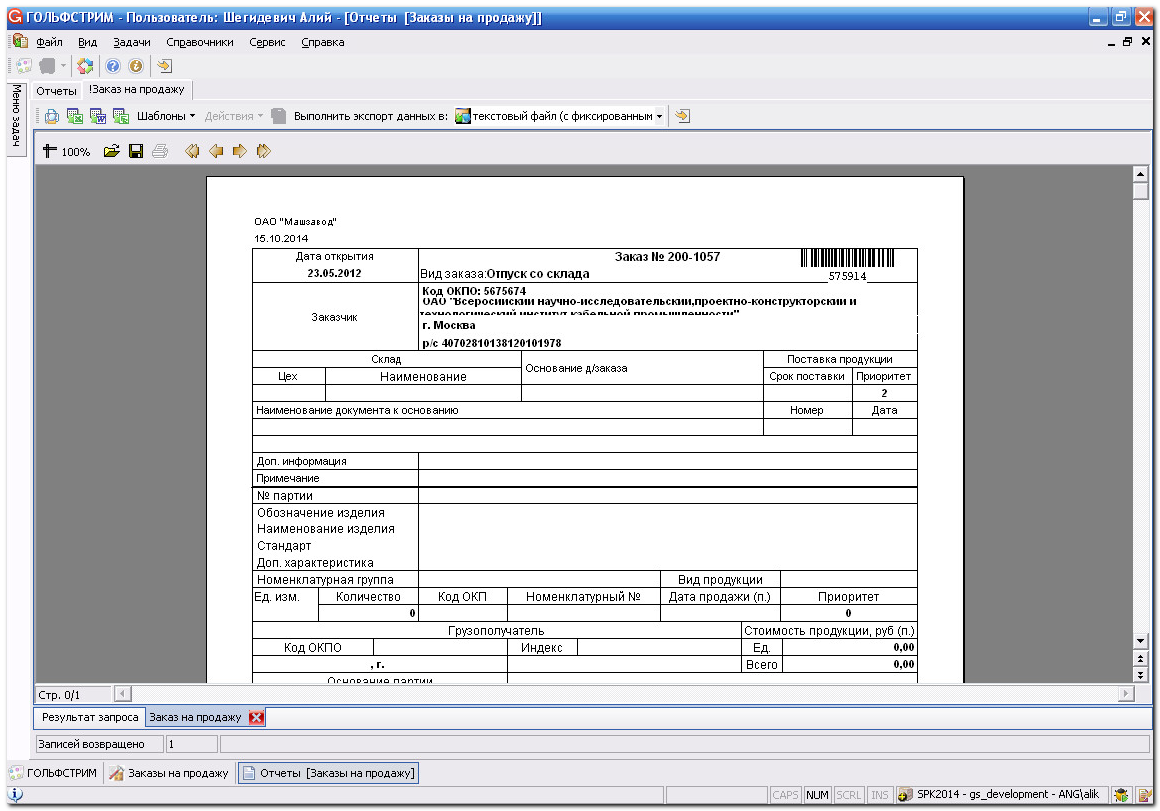 ГОЛЬФСТРИМ - Пользователь: Шегидевич Алий - [Отчеты [Заказы на продажу]]
Файл Вид Задачи Справочники Сервис Справка
Меню задач
Отчеты !Заказ на продажу
Шаблоны Действия Выполнить экспорт данных в: текстовый файл (с фиксированным
100%
ОАО "Машзавод"
15.10.2014
Дата открытия Заказ № 200-1057
23.05.2012 Вид заказа:Отпуск со склада 575914
Код ОКПО: 5675674
ОАО "Всеросийский научно-исследовательский,проектно-конструкторский и
Заказчик технологический институт кабельной промышленности"
г. Москва
р/с 40702810138120101978
Склад Основание д/заказа Поставка продукции
Цех Наименование Срок поставки Приоритет
2
Наименование документа к основанию Номер Дата
Доп. информация
Примечание
№ партии
Обозначение изделия
Наименование изделия
Стандарт
Доп. характеристика
Номенклатурная группа Вид продукции
Ед. изм. Количество Код ОКП Номенклатурный № Дата продажи (п.) Приоритет
0 0
Грузополучатель Стоимость продукции, руб (п.)
Код ОКПО Индекс Ед. 0,00
, г. Всего 0,00
Основание партии
Стр. 0/1
Результат запроса Заказ на продажу
Записей возвращено 1
ГОЛЬФСТРИМ Заказы на продажу Отчеты [Заказы на продажу]
CAPS NUM SCRL INS SPK2014 - gs_development - ANG\alik